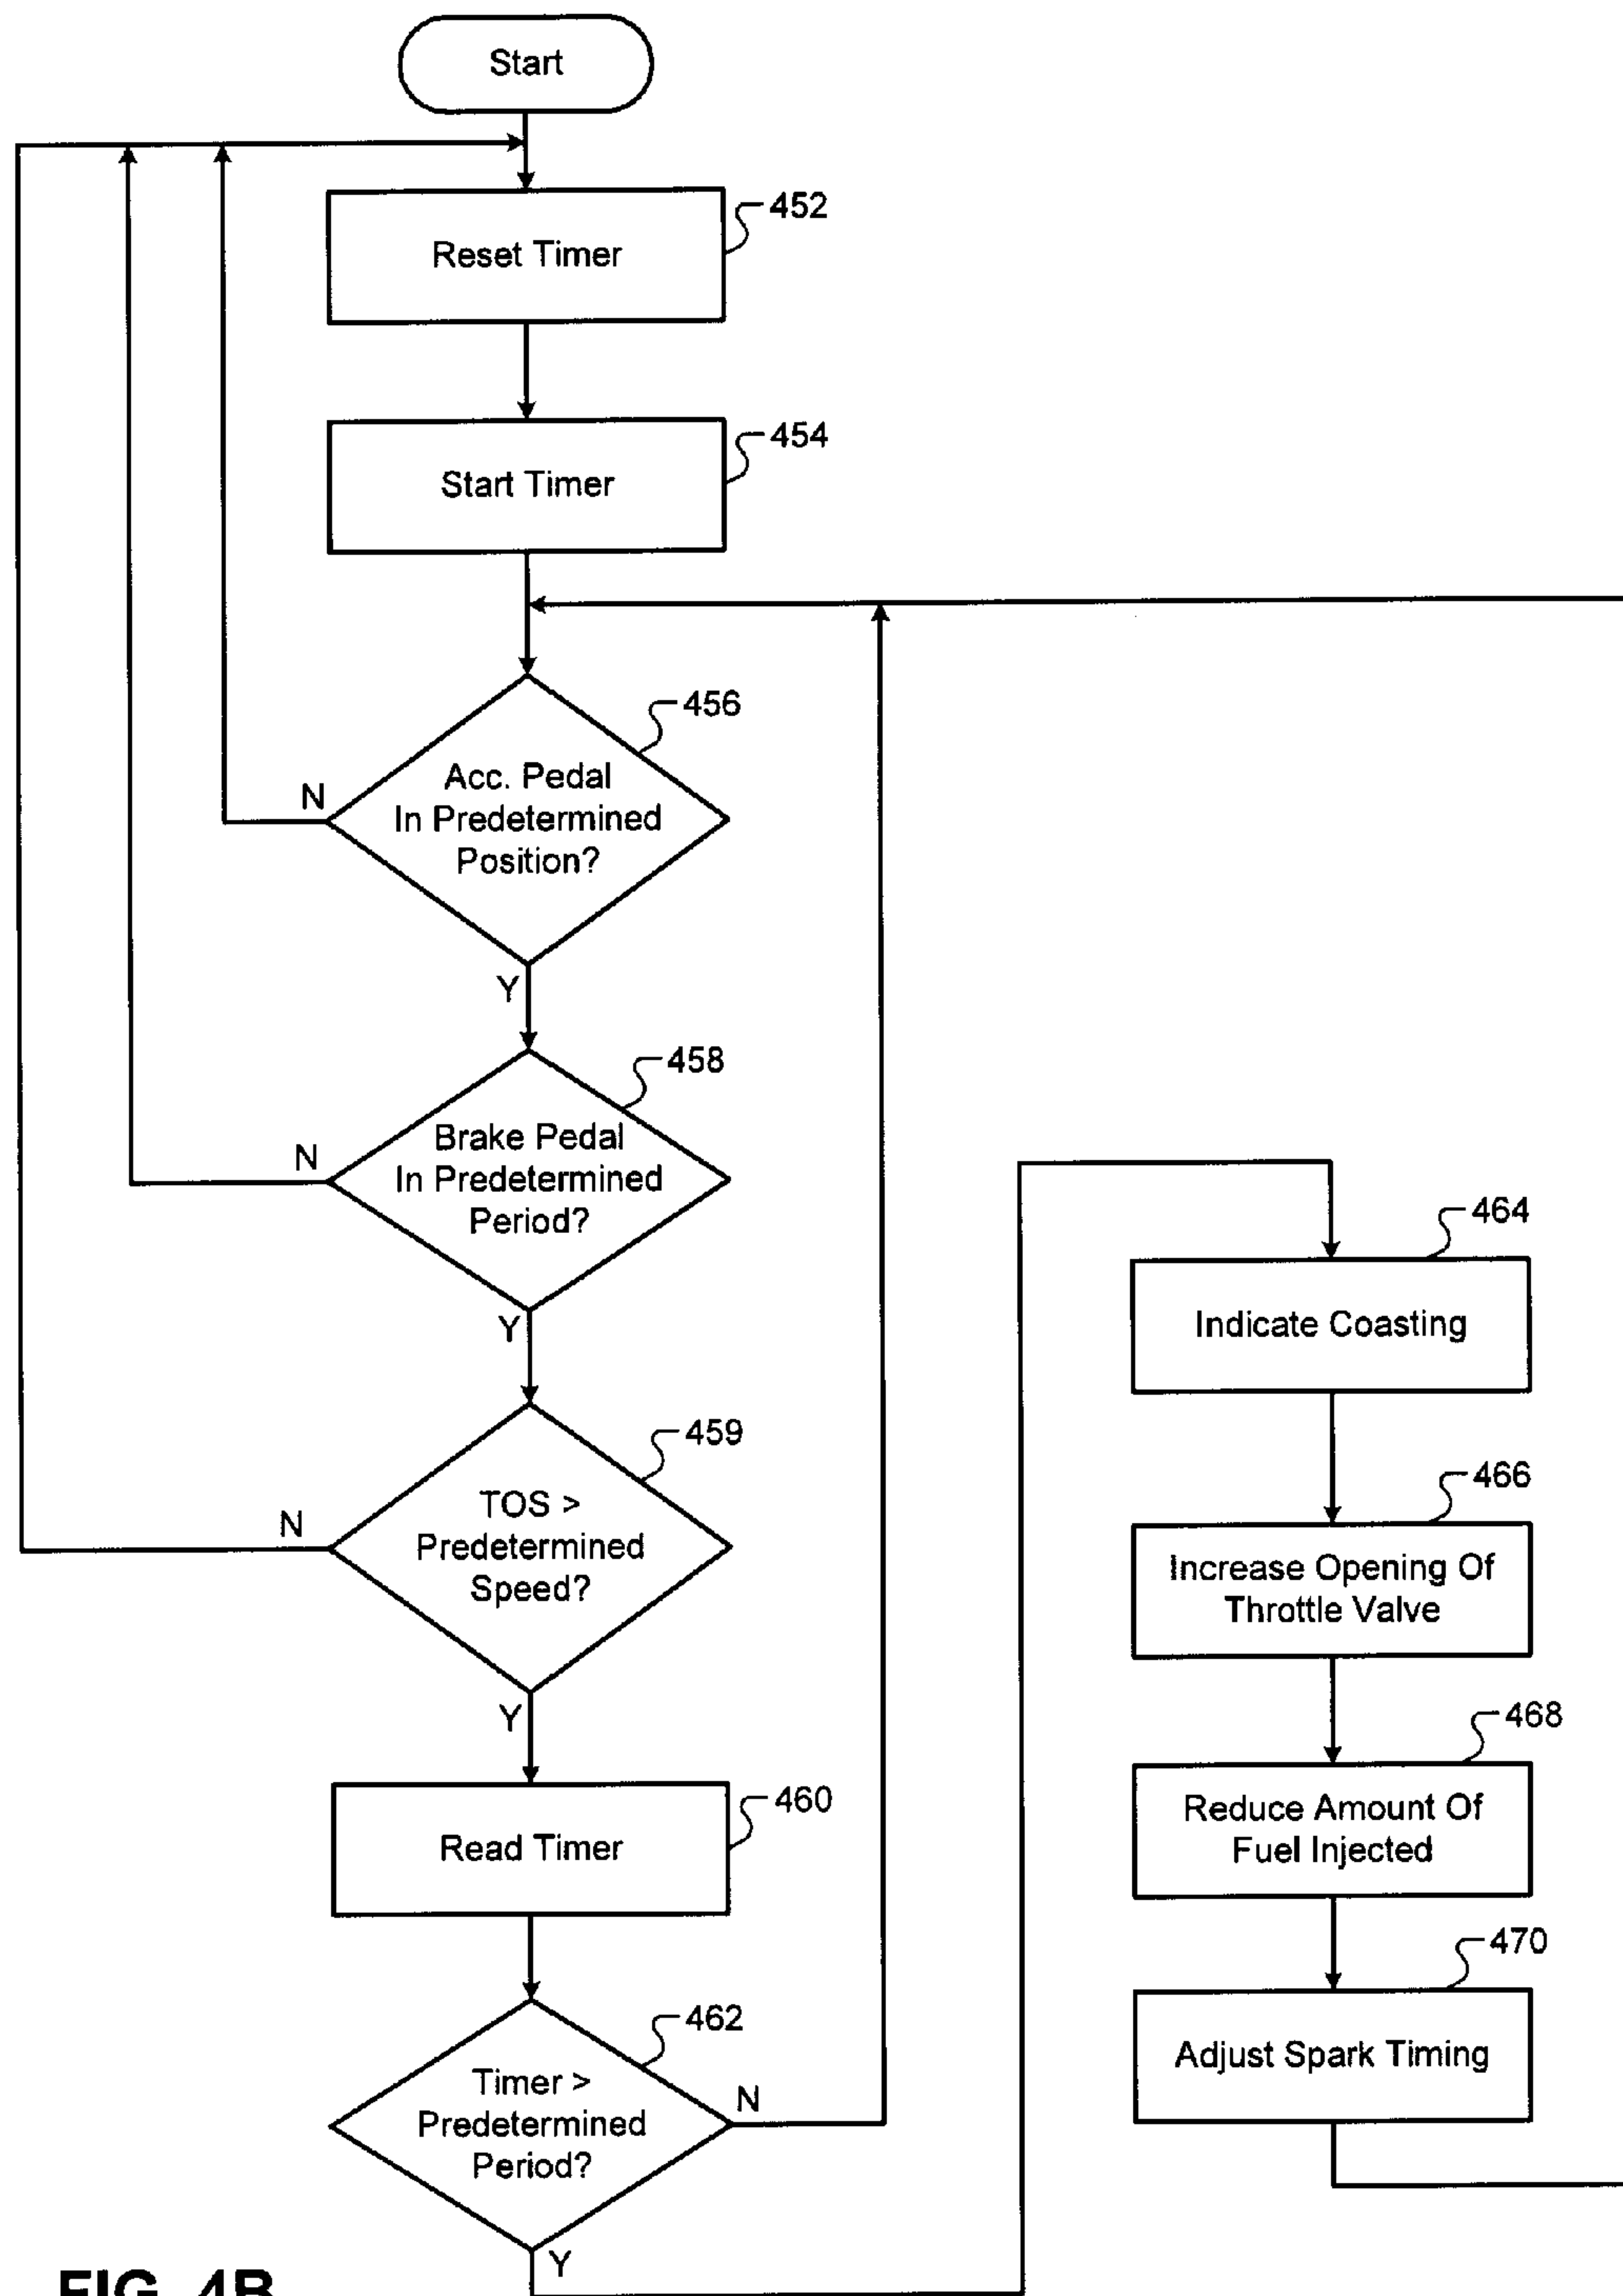 Start
452
Reset Timer
454
Start Timer
456
Acc. Pedal
In Predetermined
Position?
N
Y
458
Brake Pedal
In Predetermined
Period?
N
Y
459
TOS >
Predetermined
Speed?
N
Y
460
Read Timer
462
Timer >
Predetermined
Period?
N
Y
464
Indicate Coasting
466
Increase Opening Of
Throttle Valve
468
Reduce Amount Of
Fuel Injected
470
Adjust Spark Timing
FIG. 4B